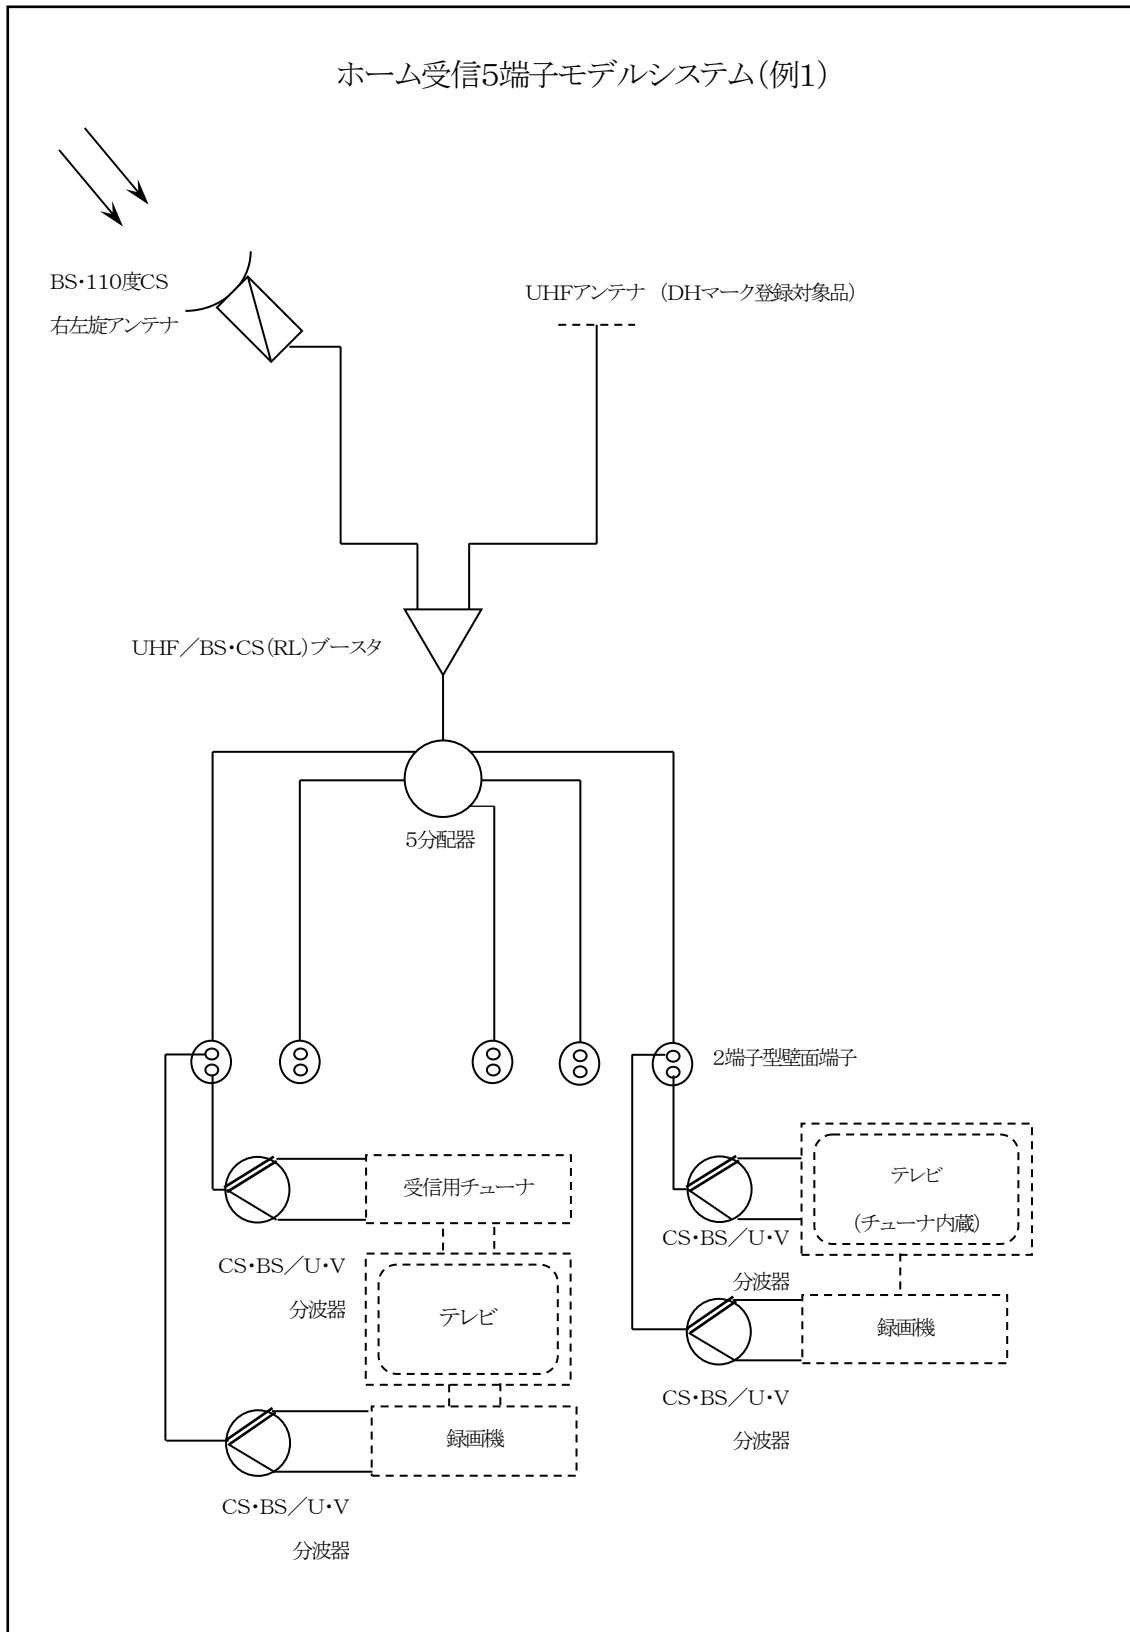 ホーム受信5端子モデルシステム(例1)
BS・110度CS
右左旋アンテナ
UHFアンテナ (DHマーク登録対象品)
UHF／BS・CS(RL)ブースタ
5分配器
2端子型壁面端子
受信用チューナ
CS・BS／U・V
分波器
テレビ
録画機
CS・BS／U・V
分波器
テレビ
(チューナ内蔵)
CS・BS／U・V
分波器
録画機
CS・BS／U・V
分波器